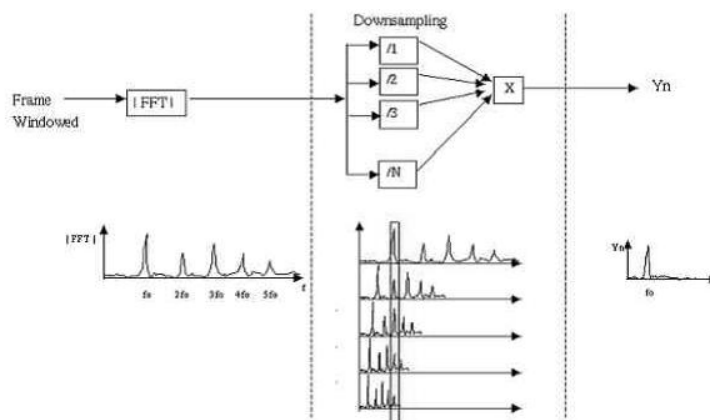 Downsampling
/1
/2
/3
/N
Frame
Windowed
|FFT|
X
Yn
|FFT|
fo 2fo 3fo 4fo 5fo f
Yn
fo